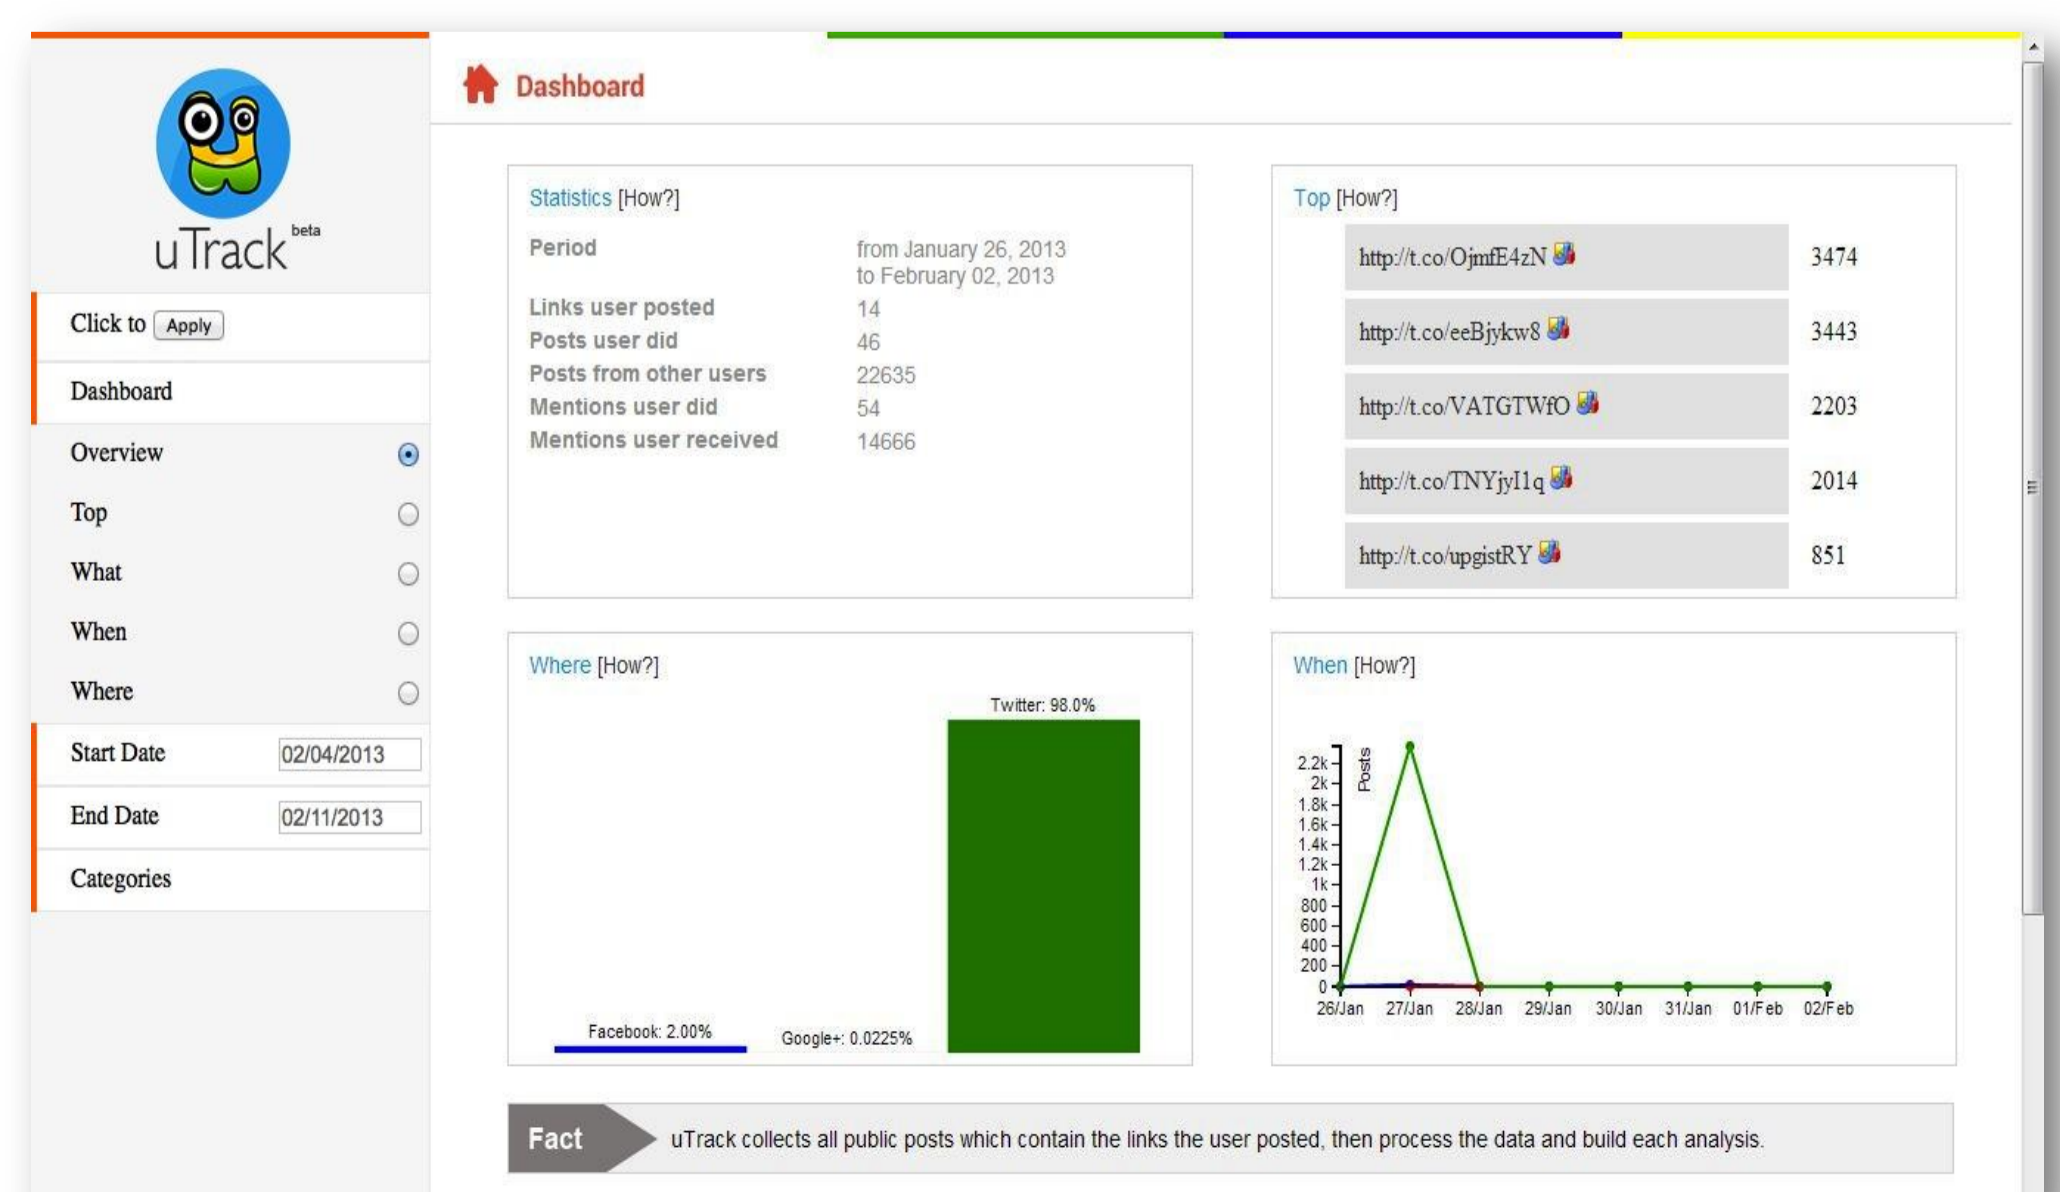 uTrack beta
Click to Apply
Dashboard
Overview
Top
What
When
Where
Start Date 02/04/2013
End Date 02/11/2013
Categories
Dashboard
Statistics [How?]
Period from January 26, 2013
to February 02, 2013
Links user posted 14
Posts user did 46
Posts from other users 22635
Mentions user did 54
Mentions user received 14666
Top [How?]
http://t.co/OjmfE4zN 3474
http://t.co/eeBjykw8 3443
http://t.co/VATGTWfO 2203
http://t.co/TNYjyI1q 2014
http://t.co/upgistRY 851
Where [How?]
Twitter: 98.0%
Facebook: 2.00%
Google+: 0.0225%
When [How?]
Posts
2.2k
2k
1.8k
1.6k
1.4k
1.2k
1k
800
600
400
200
0
26/Jan 27/Jan 28/Jan 29/Jan 30/Jan 31/Jan 01/Feb 02/Feb
Fact uTrack collects all public posts which contain the links the user posted, then process the data and build each analysis.